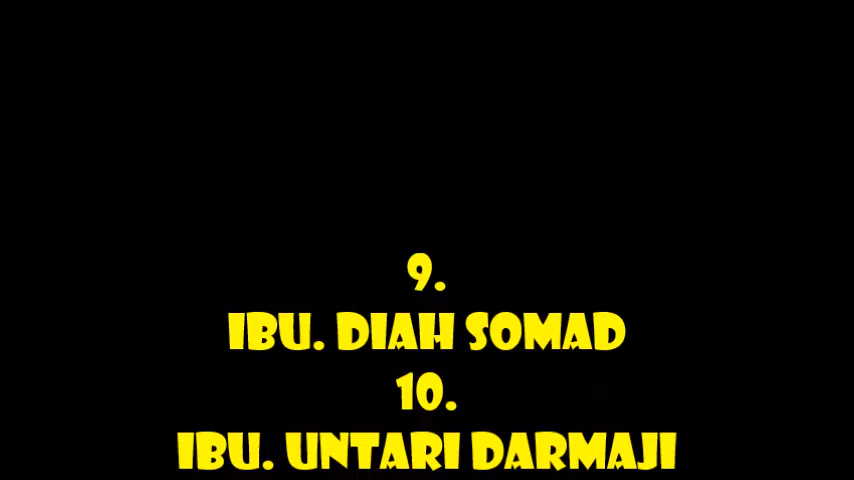 9.
IBU. DIAH SOMAD
10.
IBU. UNTARI DARMAJI